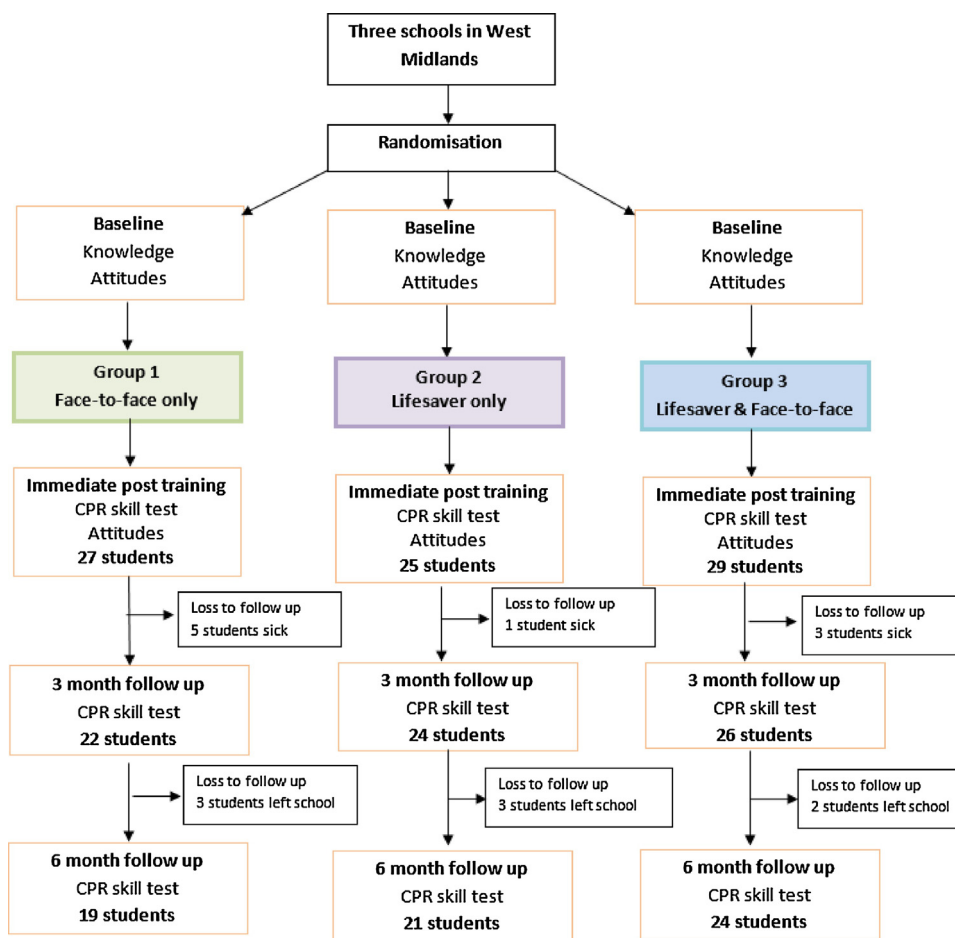 Three schools in West
Midlands
Randomisation
Baseline
Knowledge
Attitudes
Baseline
Knowledge
Attitudes
Baseline
Knowledge
Attitudes
Group 1
Face-to-face only
Group 2
Lifesaver only
Group 3
Lifesaver & Face-to-face
Immediate post training
CPR skill test
Attitudes
27 students
Immediate post training
CPR skill test
Attitudes
25 students
Immediate post training
CPR skill test
Attitudes
29 students
Loss to follow up
5 students sick
Loss to follow up
1 student sick
Loss to follow up
3 students sick
3 month follow up
CPR skill test
22 students
3 month follow up
CPR skill test
24 students
3 month follow up
CPR skill test
26 students
Loss to follow up
3 students left school
Loss to follow up
3 students left school
Loss to follow up
2 students left school
6 month follow up
CPR skill test
19 students
6 month follow up
CPR skill test
21 students
6 month follow up
CPR skill test
24 students